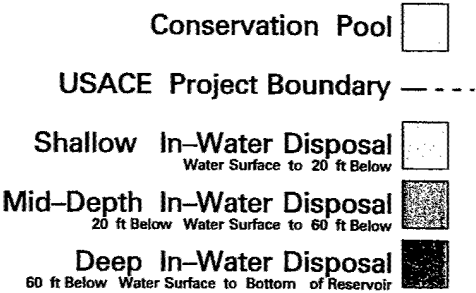 Conservation Pool
USACE Project Boundary
Shallow In–Water Disposal
Water Surface to 20 ft Below
Mid–Depth In–Water Disposal
20 ft Below Water Surface to 60 ft Below
Deep In–Water Disposal
60 ft Below Water Surface to Bottom of Reservoir